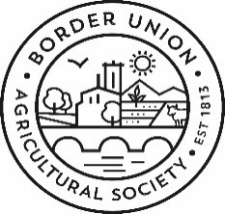 BORDER UNION
AGRICULTURAL SOCIETY
EST 1813